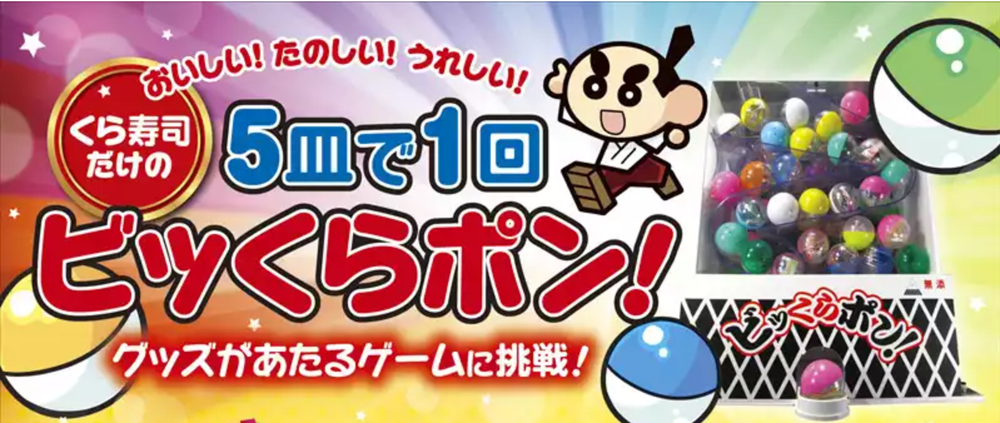 おいしい！たのしい！うれしい！
くら寿司
だけの
5皿で1回
ビッくらポン！
グッズがあたるゲームに挑戦！
無添
ビッくらポン！